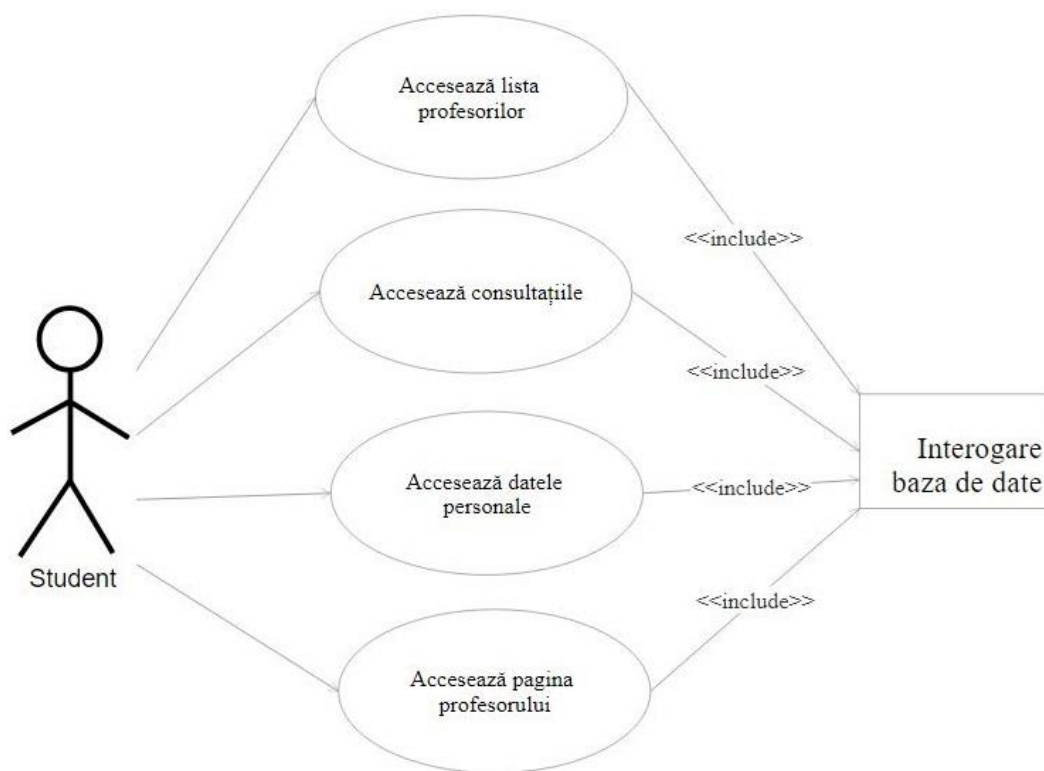 Accesează lista
profesorilor
<<include>>
Accesează consultațiile
<<include>>
Accesează datele
personale
<<include>>
Interogare
baza de date
Student
<<include>>
Accesează pagina
profesorului